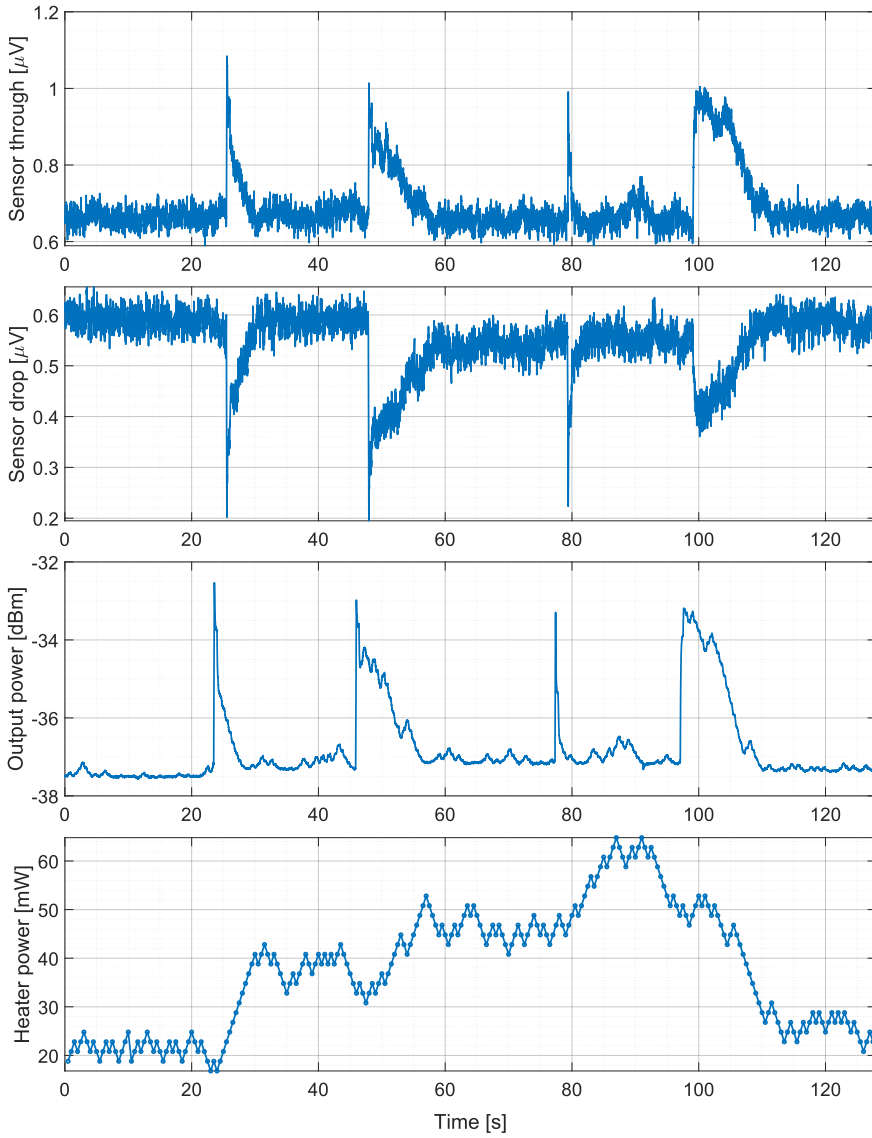 Sensor through [μV]
1.2
1
0.8
0.6
0 20 40 60 80 100 120
Sensor drop [μV]
0.6
0.5
0.4
0.3
0.2
0 20 40 60 80 100 120
Output power [dBm]
-32
-34
-36
-38
0 20 40 60 80 100 120
Heater power [mW]
60
50
40
30
20
0 20 40 60 80 100 120
Time [s]